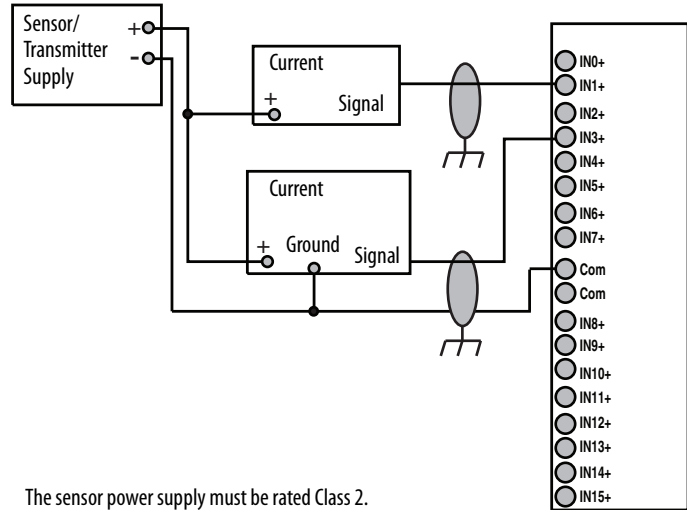 Sensor/
Transmitter
Supply
+
-
Current
+
Signal
Current
+
Ground
Signal
IN0+
IN1+
IN2+
IN3+
IN4+
IN5+
IN6+
IN7+
Com
Com
IN8+
IN9+
IN10+
IN11+
IN12+
IN13+
IN14+
IN15+
The sensor power supply must be rated Class 2.